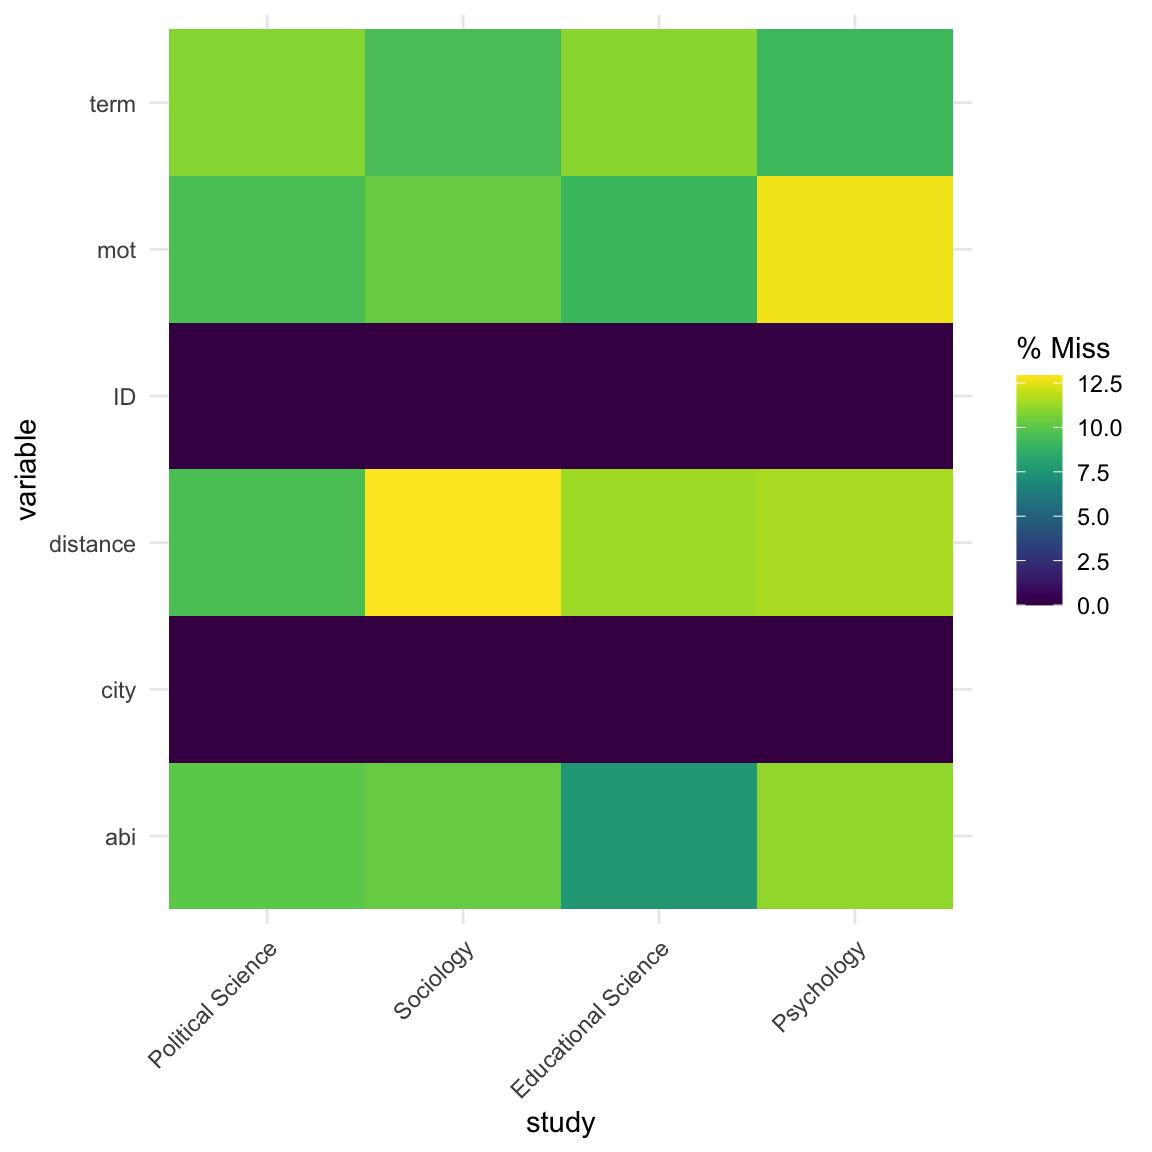 term
mot
ID
distance
city
abi
variable
Political Science
Sociology
Educational Science
Psychology
study
% Miss
12.5
10.0
7.5
5.0
2.5
0.0